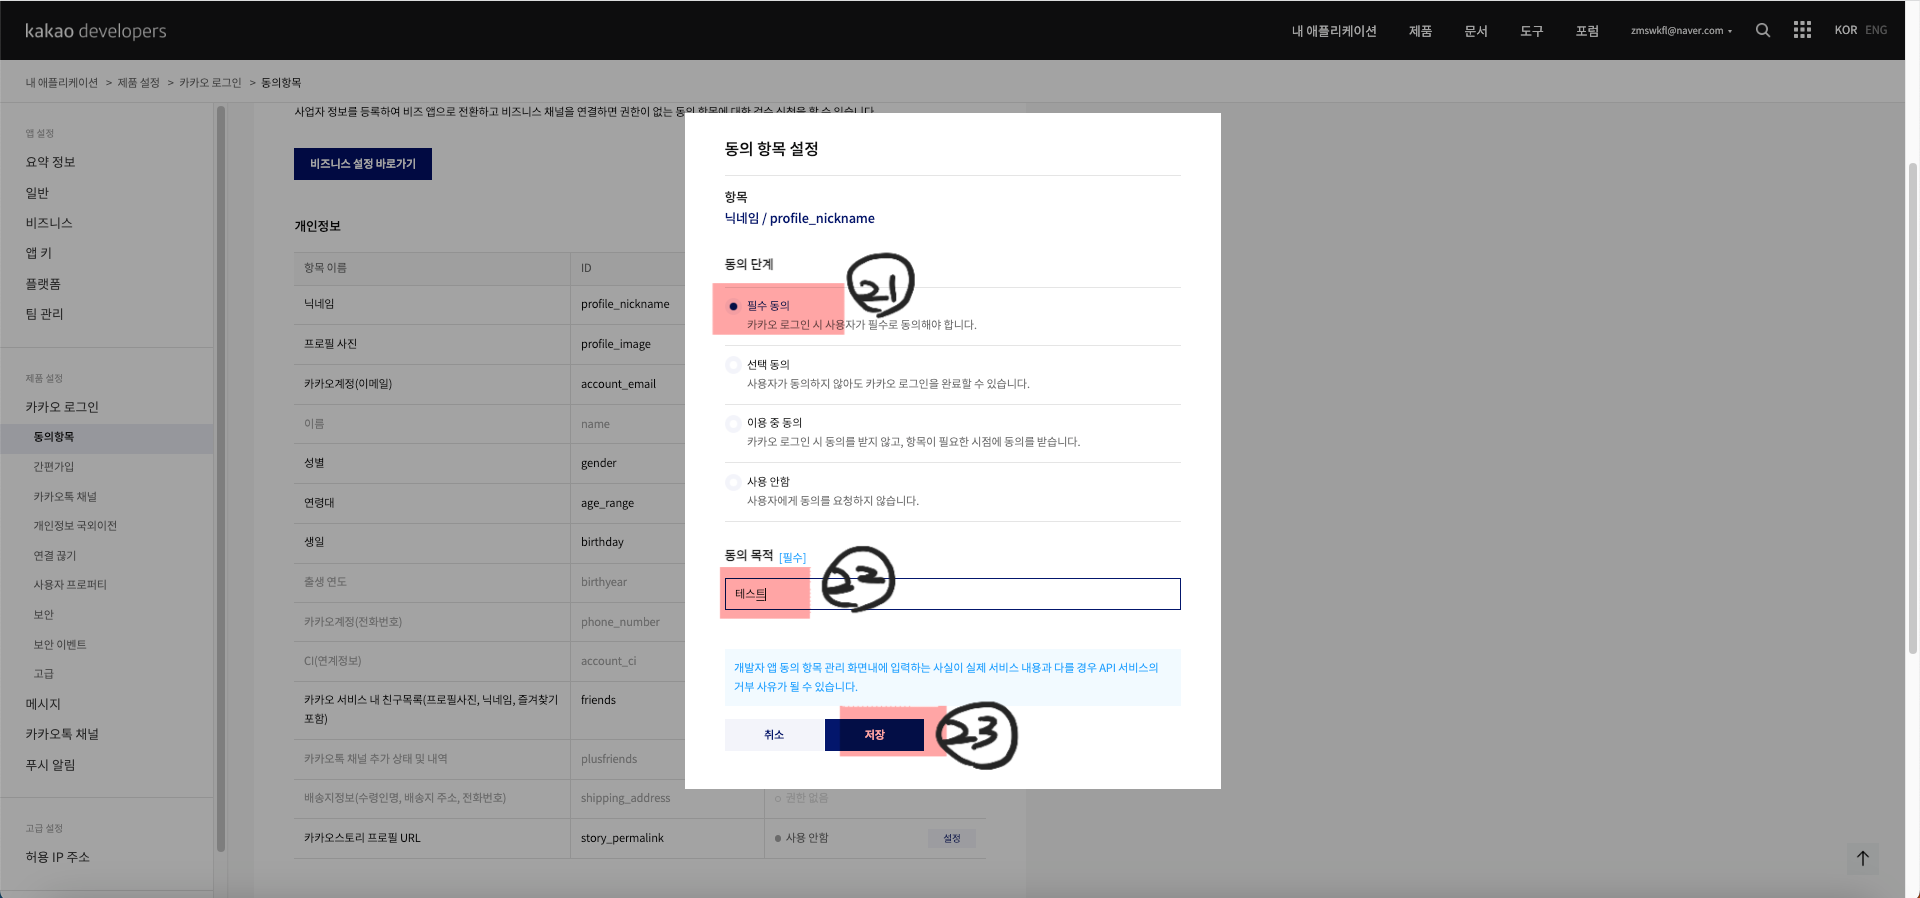 kakao developers
내 애플리케이션 제품 문서 도구 포럼 zmswkfl@naver.com KOR ENG
내 애플리케이션 > 제품 설정 > 카카오 로그인 > 동의항목
앱 설정
요약 정보
일반
비즈니스
앱 키
플랫폼
팀 관리
제품 설정
카카오 로그인
동의항목
간편가입
카카오톡 채널
개인정보 국외이전
연결 끊기
사용자 프로퍼티
보안
보안 이벤트
고급
메시지
카카오톡 채널
푸시 알림
고급 설정
허용 IP 주소
사업자 정보를 등록하여 비즈 앱으로 전환하고 비즈니스 채널을 연결하면 권한이 없는 동의 항목에 대한 검수 신청을 할 수 있습니다.
비즈니스 설정 바로가기
개인정보
항목 이름 ID
닉네임 profile_nickname
프로필 사진 profile_image
카카오계정(이메일) account_email
이름 name
성별 gender
연령대 age_range
생일 birthday
출생 연도 birthyear
카카오계정(전화번호) phone_number
CI(연계정보) account_ci
카카오 서비스 내 친구목록(프로필사진, 닉네임, 즐겨찾기 friends
포함)
카카오톡 채널 추가 상태 및 내역 plusfriends
배송지정보(수령인명, 배송지 주소, 전화번호) shipping_address 권한 없음
카카오스토리 프로필 URL story_permalink 사용 안함 설정
동의 항목 설정
항목
닉네임 / profile_nickname
동의 단계
21
필수 동의
카카오 로그인 시 사용자가 필수로 동의해야 합니다.
선택 동의
사용자가 동의하지 않아도 카카오 로그인을 완료할 수 있습니다.
이용 중 동의
카카오 로그인 시 동의를 받지 않고, 항목이 필요한 시점에 동의를 받습니다.
사용 안함
사용자에게 동의를 요청하지 않습니다.
동의 목적 [필수]
22
테스트
개발자 앱 동의 항목 관리 화면내에 입력하는 사실이 실제 서비스 내용과 다를 경우 API 서비스의
거부 사유가 될 수 있습니다.
취소 저장
23